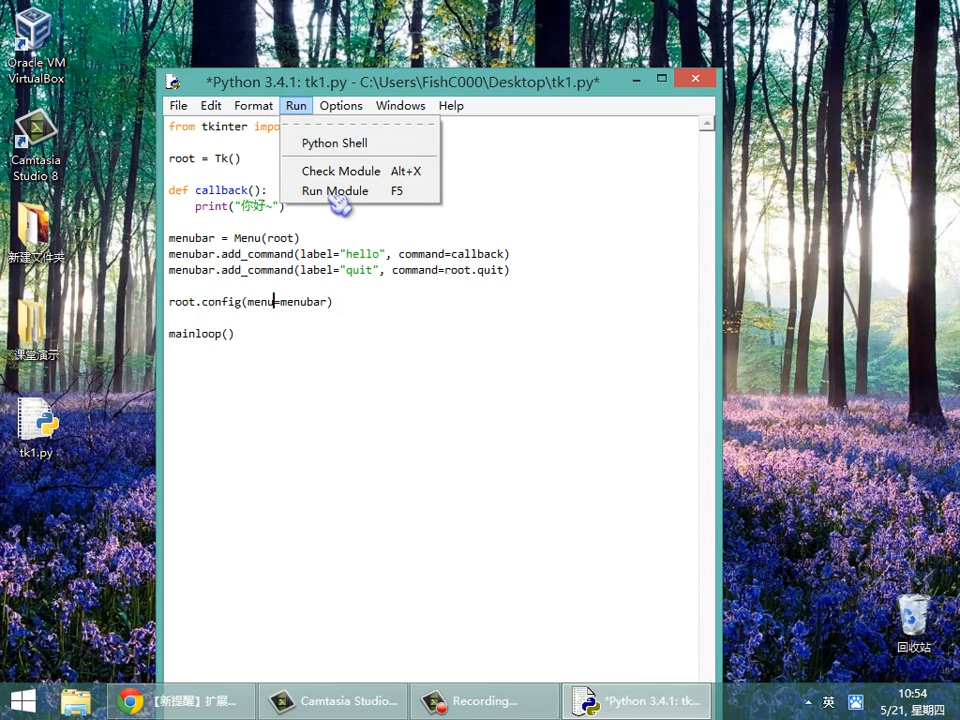 Oracle VM
VirtualBox
Camtasia
Studio 8
新建文件夹
课堂演示
tk1.py
*Python 3.4.1: tk1.py - C:\Users\FishC000\Desktop\tk1.py*
File Edit Format Run Options Windows Help
Python Shell
Check Module Alt+X
Run Module F5
from tkinter impo
root = Tk()
def callback():
print("你好~")
menubar = Menu(root)
menubar.add_command(label="hello", command=callback)
menubar.add_command(label="quit", command=root.quit)
root.config(menu=menubar)
mainloop()
回收站
【新提醒】扩展...
Camtasia Studio...
Recording...
*Python 3.4.1: tk...
英
10:54
5/21, 星期四